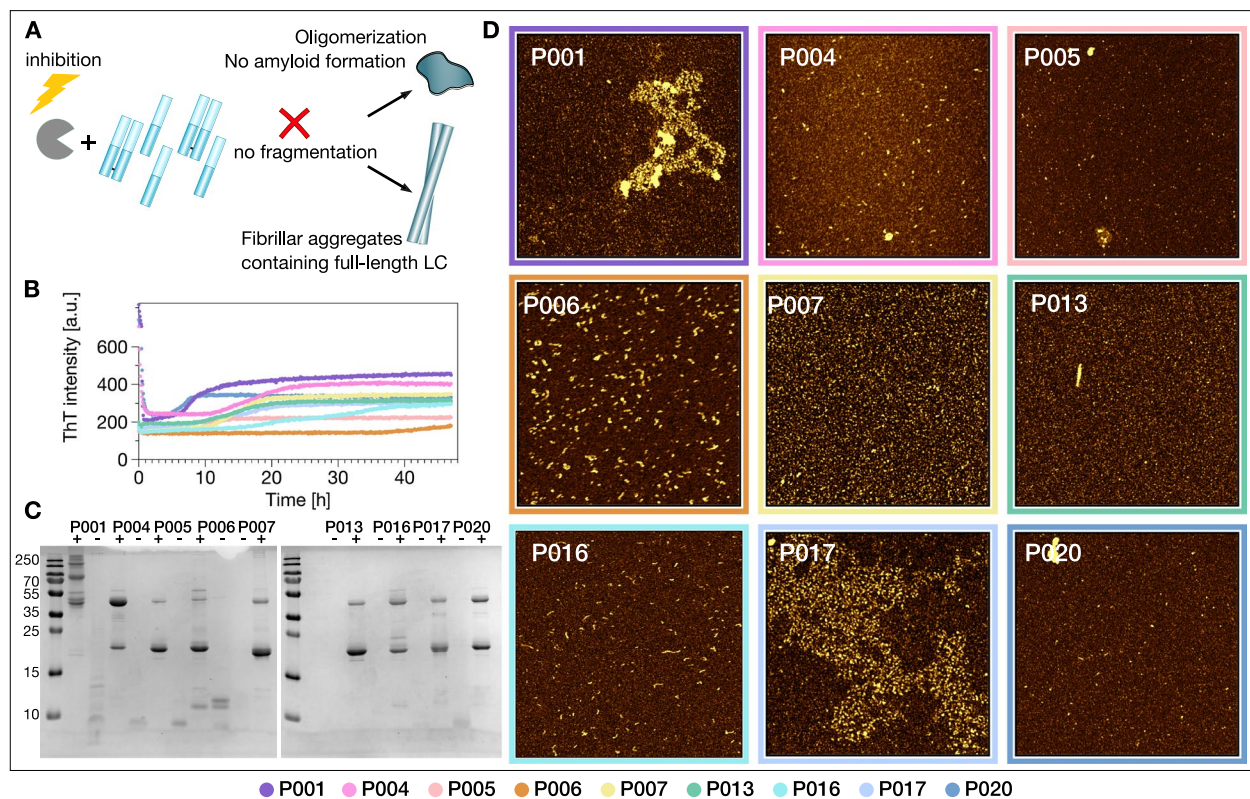 A
inhibition
+
Oligomerization
No amyloid formation
no fragmentation
Fibrillar aggregates
containing full-length LC
B
ThT intensity [a.u.]
600
400
200
0
0 10 20 30 40
Time [h]
C
P001 P004 P005 P006 P007
+ - + - + - + - - +
P013 P016 P017 P020
- + - + - + - +
250
70
55
35
25
15
10
D
P001
P004
P005
P006
P007
P013
P016
P017
P020
P001 P004 P005 P006 P007 P013 P016 P017 P020